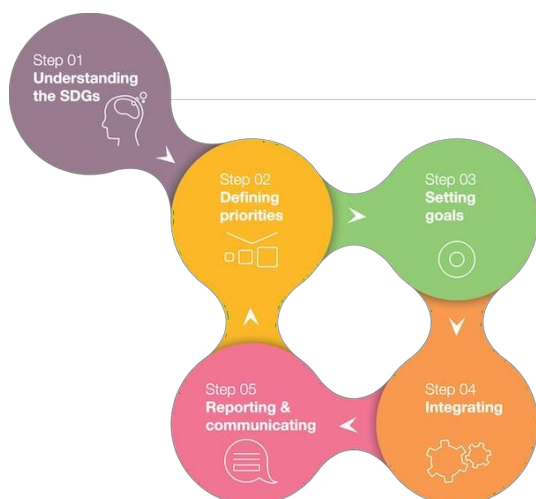 Step 01
Understanding
the SDGs
Step 02
Defining
priorities
Step 03
Setting
goals
Step 04
Integrating
Step 05
Reporting &
communicating